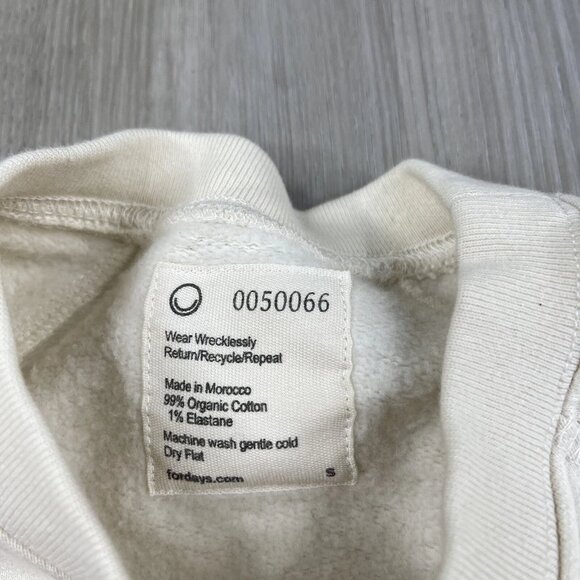 0050066
Wear Wrecklessly
Return/Recycle/Repeat
Made in Morocco
99% Organic Cotton
1% Elastane
Machine wash gentle cold
Dry Flat
fordays.com
S